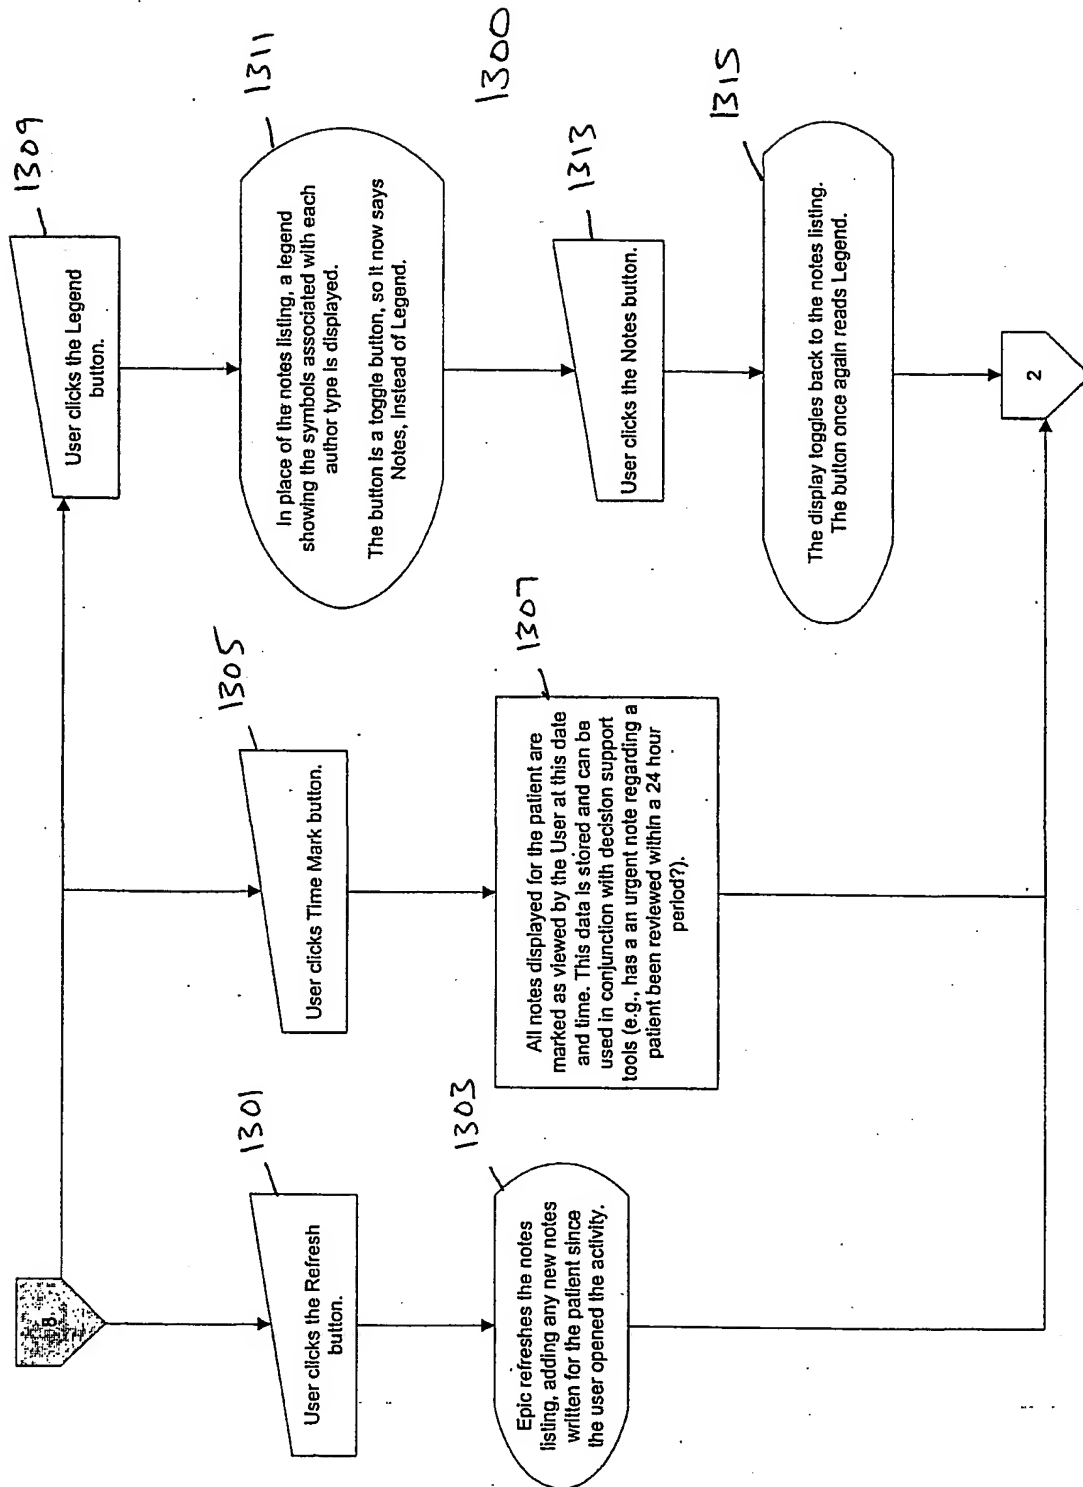 8.
User clicks the Refresh
button.
1301
Epic refreshes the notes
listing, adding any new notes
written for the patient since
the user opened the activity.
1303
User clicks Time Mark button.
1305
All notes displayed for the patient are
marked as viewed by the User at this date
and time. This data is stored and can be
used in conjunction with decision support
tools (e.g., has a an urgent note regarding a
patient been reviewed within a 24 hour
period?).
1307
User clicks the Legend
button.
1309
In place of the notes listing, a legend
showing the symbols associated with each
author type is displayed.
The button is a toggle button, so it now says
Notes, Instead of Legend.
1311
1300
User clicks the Notes button.
1313
The display toggles back to the notes listing.
The button once again reads Legend.
1315
2